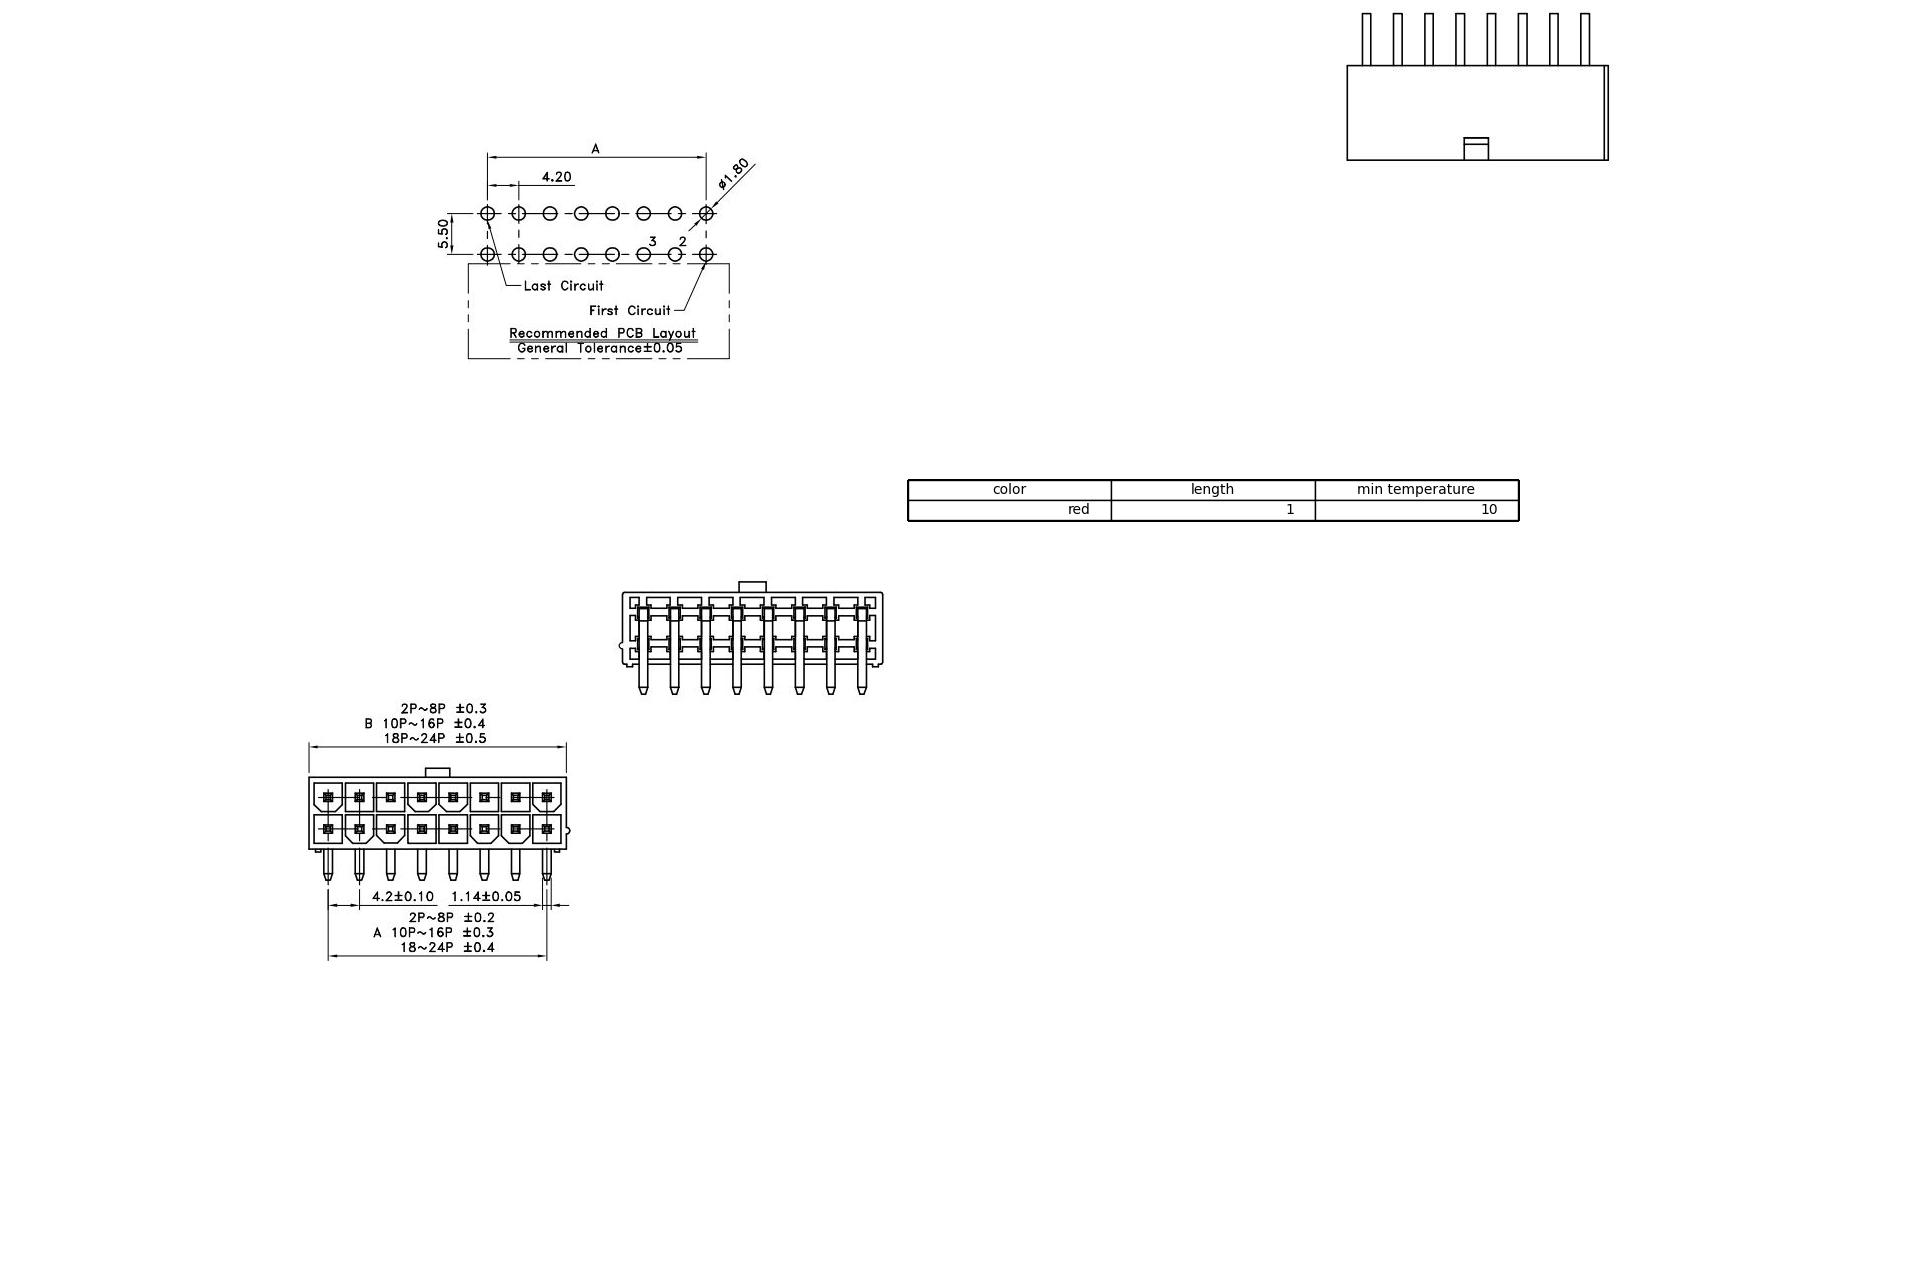 A
4.20
ø1.80
5.50
3 2
Last Circuit
First Circuit
Recommended PCB Layout
General Tolerance±0.05
color length min temperature
red 1 10
2P~8P ±0.3
B 10P~16P ±0.4
18P~24P ±0.5
4.2±0.10 1.14±0.05
2P~8P ±0.2
A 10P~16P ±0.3
18~24P ±0.4